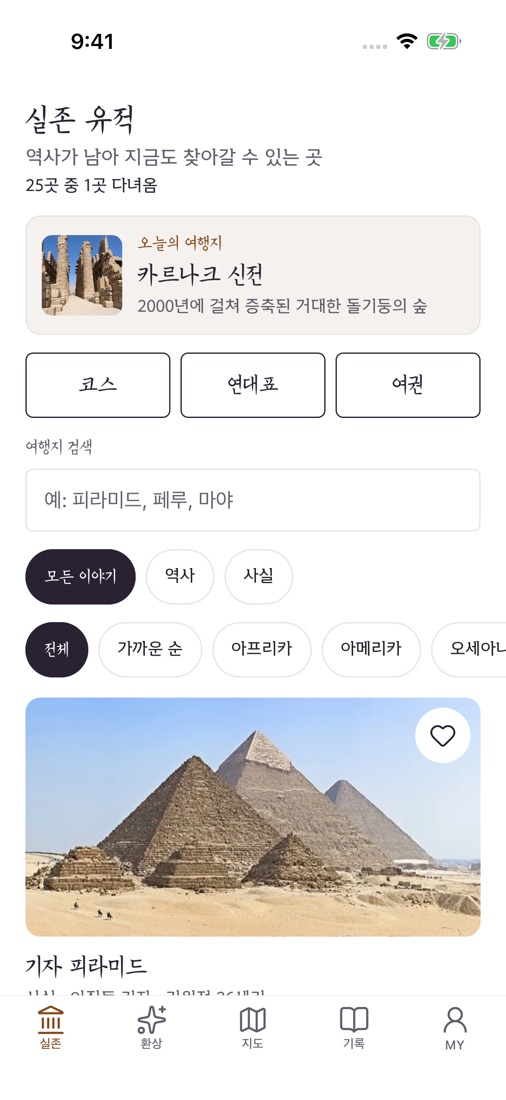 9:41
실존 유적
역사가 남아 지금도 찾아갈 수 있는 곳
25곳 중 1곳 다녀옴
오늘의 여행지
카르나크 신전
2000년에 걸쳐 증축된 거대한 돌기둥의 숲
코스 연대표 여권
여행지 검색
예: 피라미드, 페루, 마야
모든 이야기 역사 사실
전체 가까운 순 아프리카 아메리카 오세아
기자 피라미드
실존 환상 지도 기록 MY